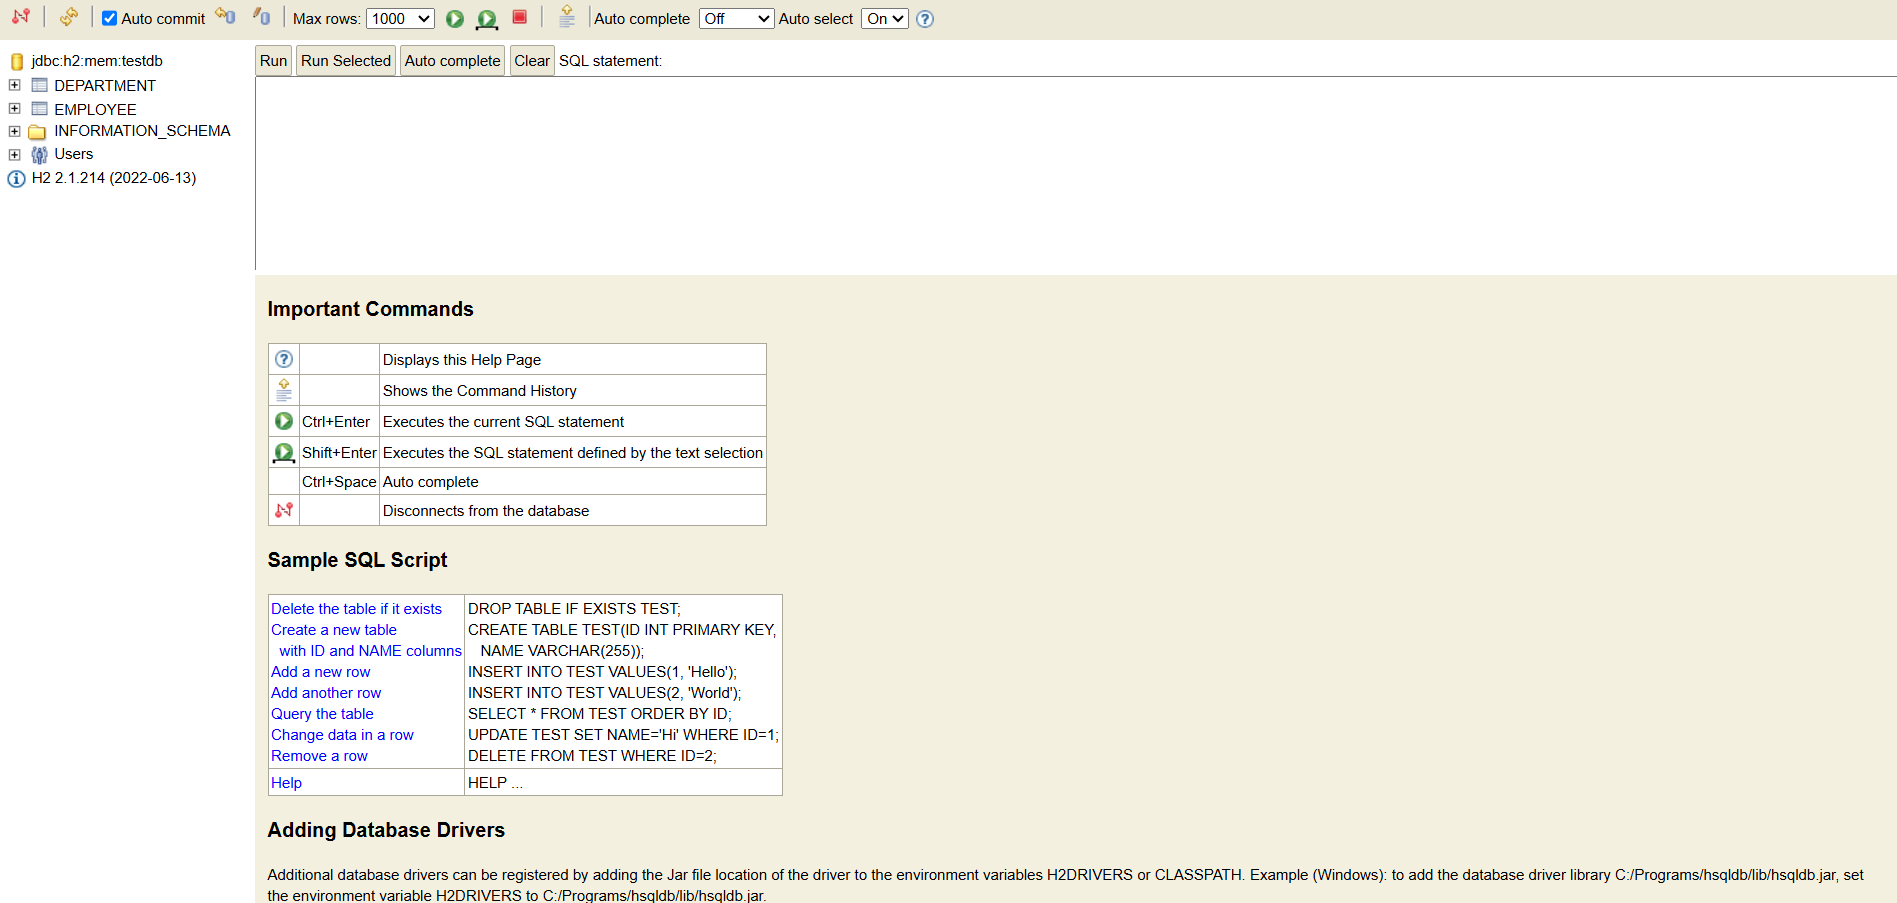 Auto commit Max rows: 1000 Auto complete Off Auto select On
jdbc:h2:mem:testdb
DEPARTMENT
EMPLOYEE
INFORMATION_SCHEMA
Users
H2 2.1.214 (2022-06-13)
Run Run Selected Auto complete Clear SQL statement:
Important Commands
Displays this Help Page
Shows the Command History
Ctrl+Enter Executes the current SQL statement
Shift+Enter Executes the SQL statement defined by the text selection
Ctrl+Space Auto complete
Disconnects from the database
Sample SQL Script
Delete the table if it exists DROP TABLE IF EXISTS TEST;
Create a new table CREATE TABLE TEST(ID INT PRIMARY KEY,
with ID and NAME columns NAME VARCHAR(255));
Add a new row INSERT INTO TEST VALUES(1, 'Hello');
Add another row INSERT INTO TEST VALUES(2, 'World');
Query the table SELECT * FROM TEST ORDER BY ID;
Change data in a row UPDATE TEST SET NAME='Hi' WHERE ID=1;
Remove a row DELETE FROM TEST WHERE ID=2;
Help HELP ...
Adding Database Drivers
Additional database drivers can be registered by adding the Jar file location of the driver to the environment variables H2DRIVERS or CLASSPATH. Example (Windows): to add the database driver library C:/Programs/hsqldb/lib/hsqldb.jar, set
the environment variable H2DRIVERS to C:/Programs/hsqldb/lib/hsqldb.jar.